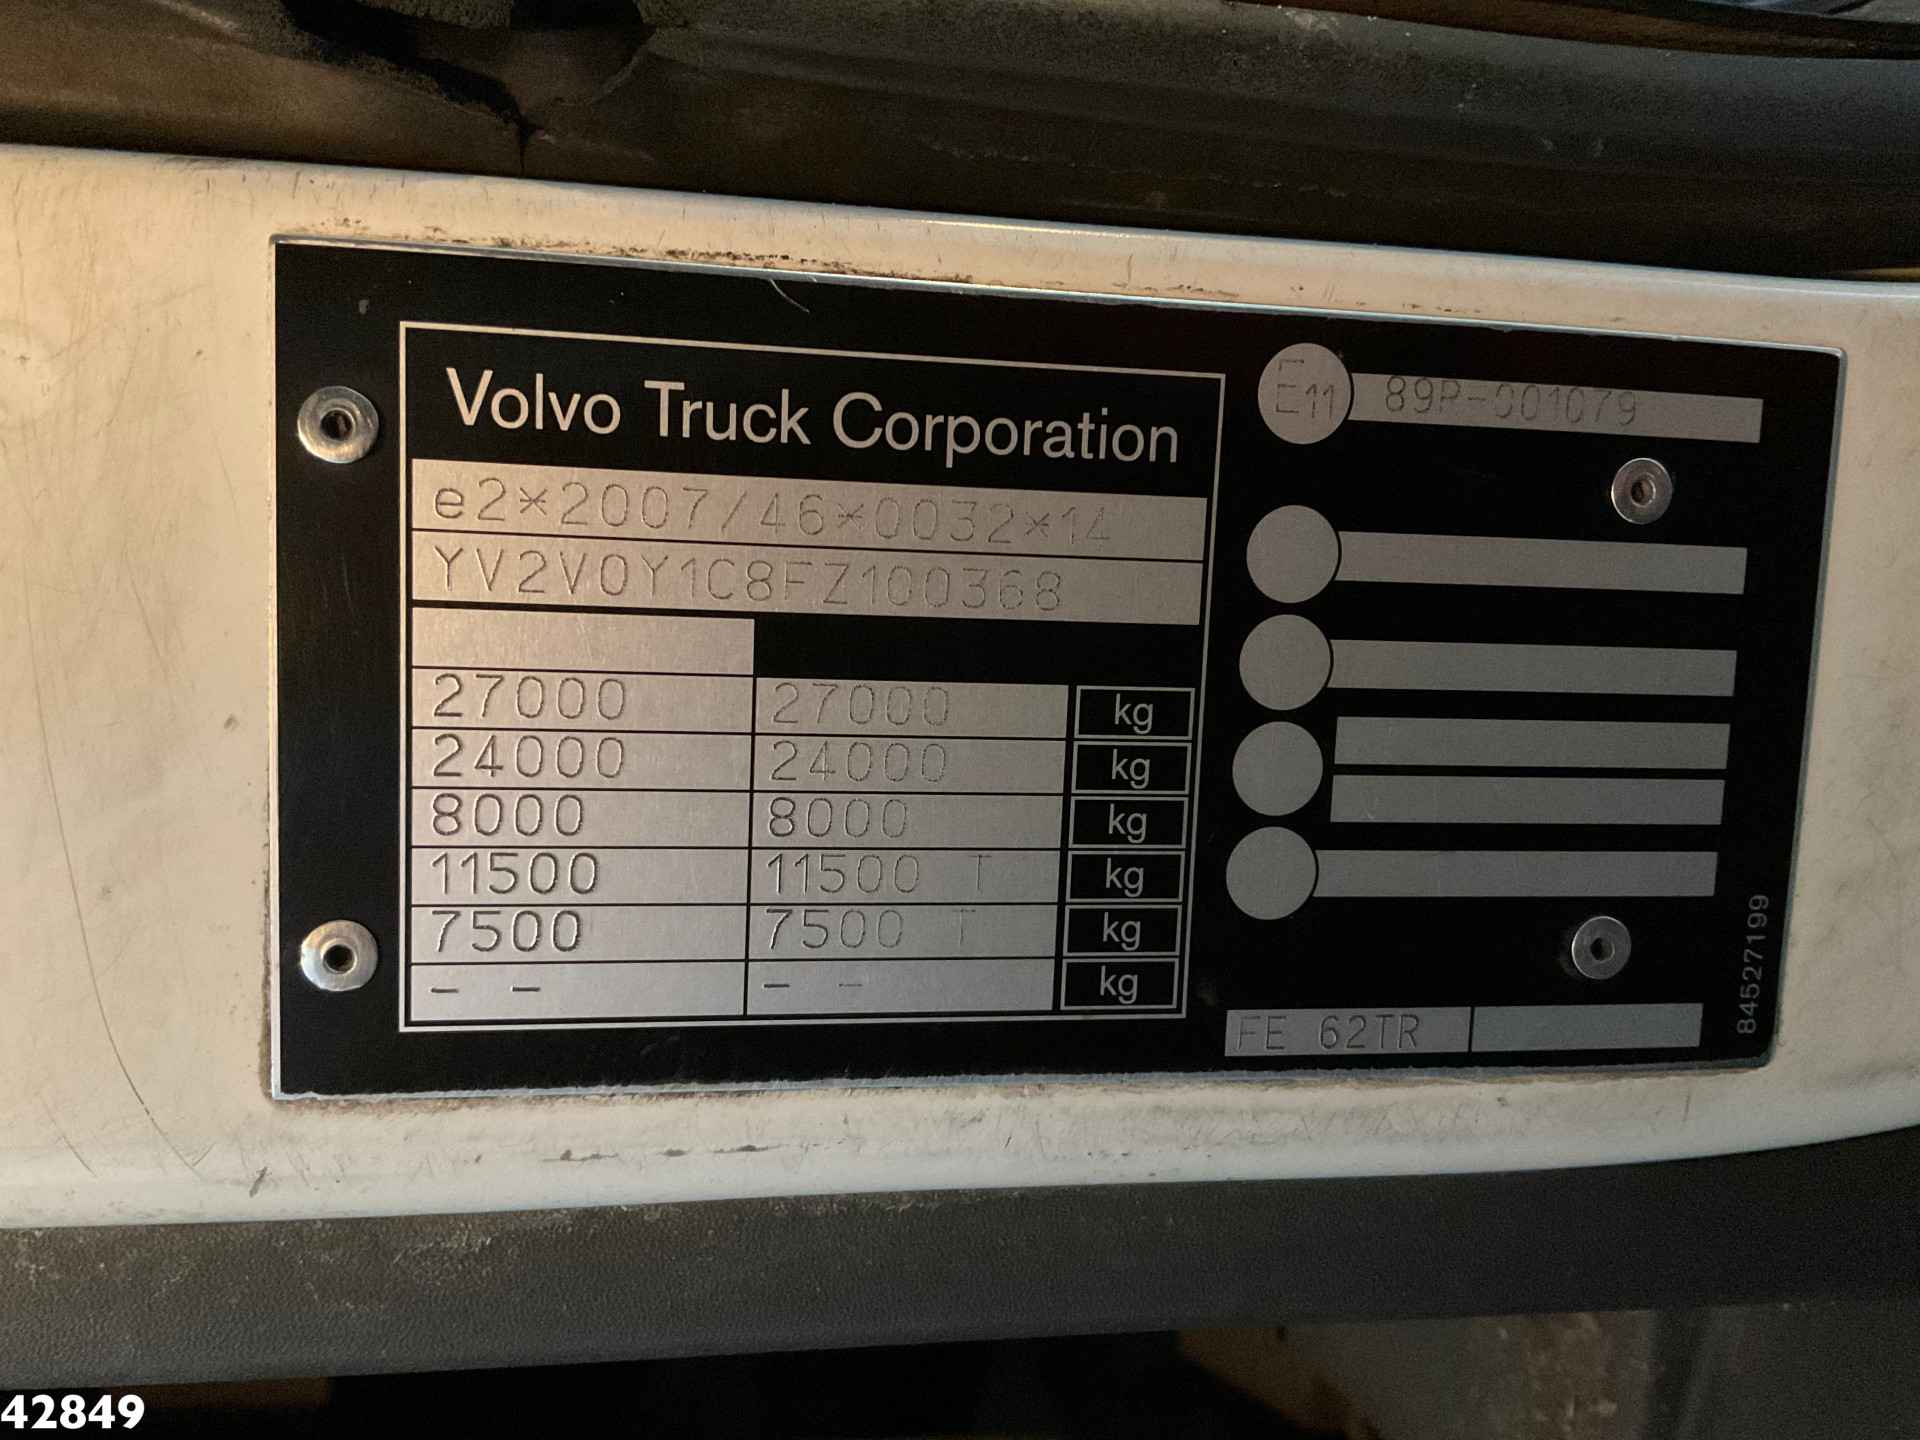 Volvo Truck Corporation
e2*2007/46*0032*14
YV2V0Y1C8FZ100368
27000 27000 kg
24000 24000 kg
8000 8000 kg
11500 11500 T kg
7500 7500 T kg
- - - - kg
E11 89R-001079
FE 62TR
84527199
42849